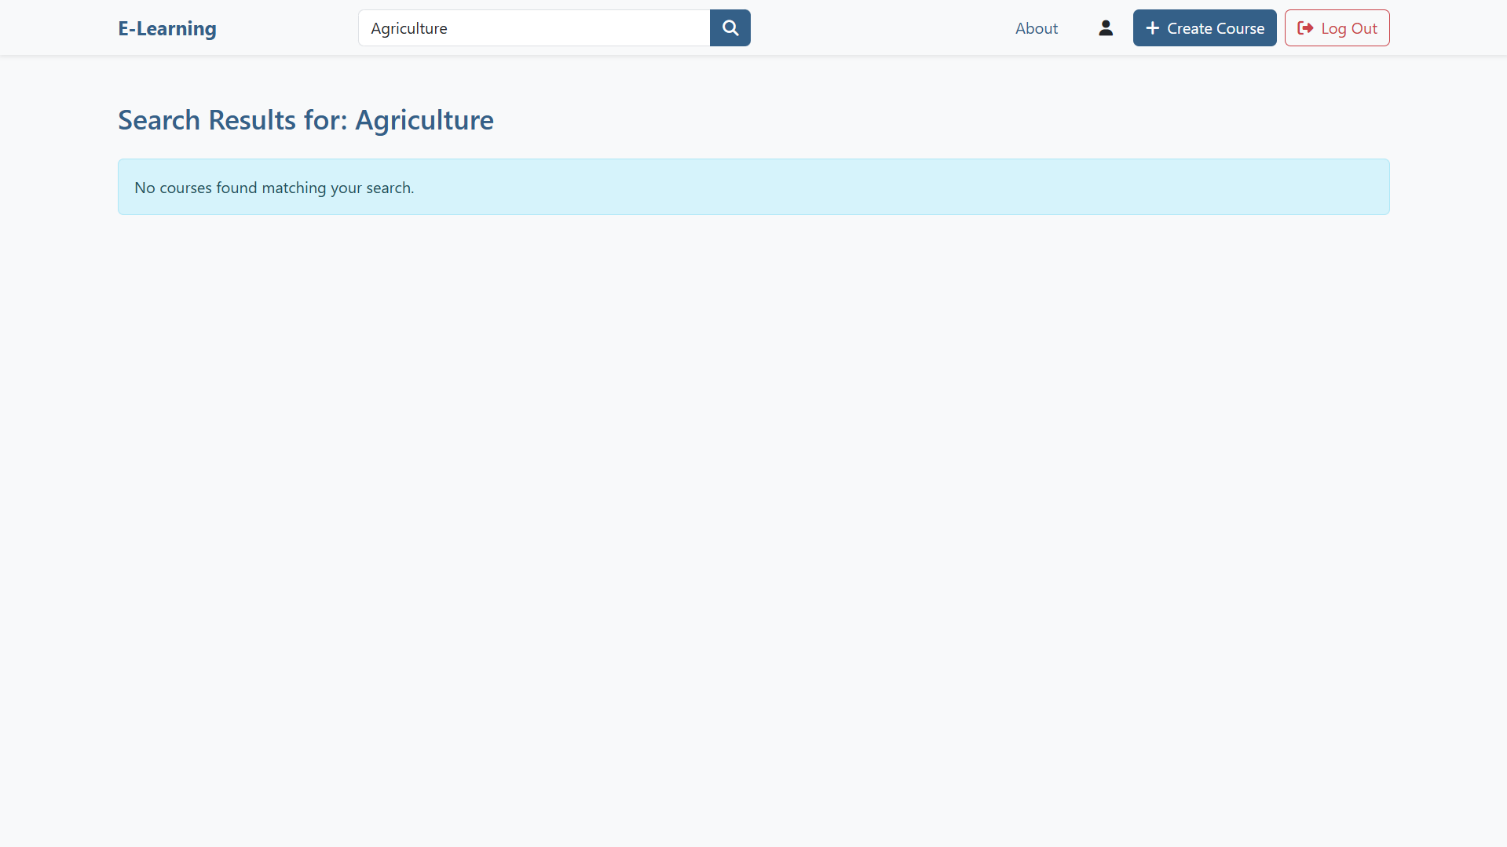 E-Learning
Agriculture
About
Create Course
Log Out
Search Results for: Agriculture
No courses found matching your search.